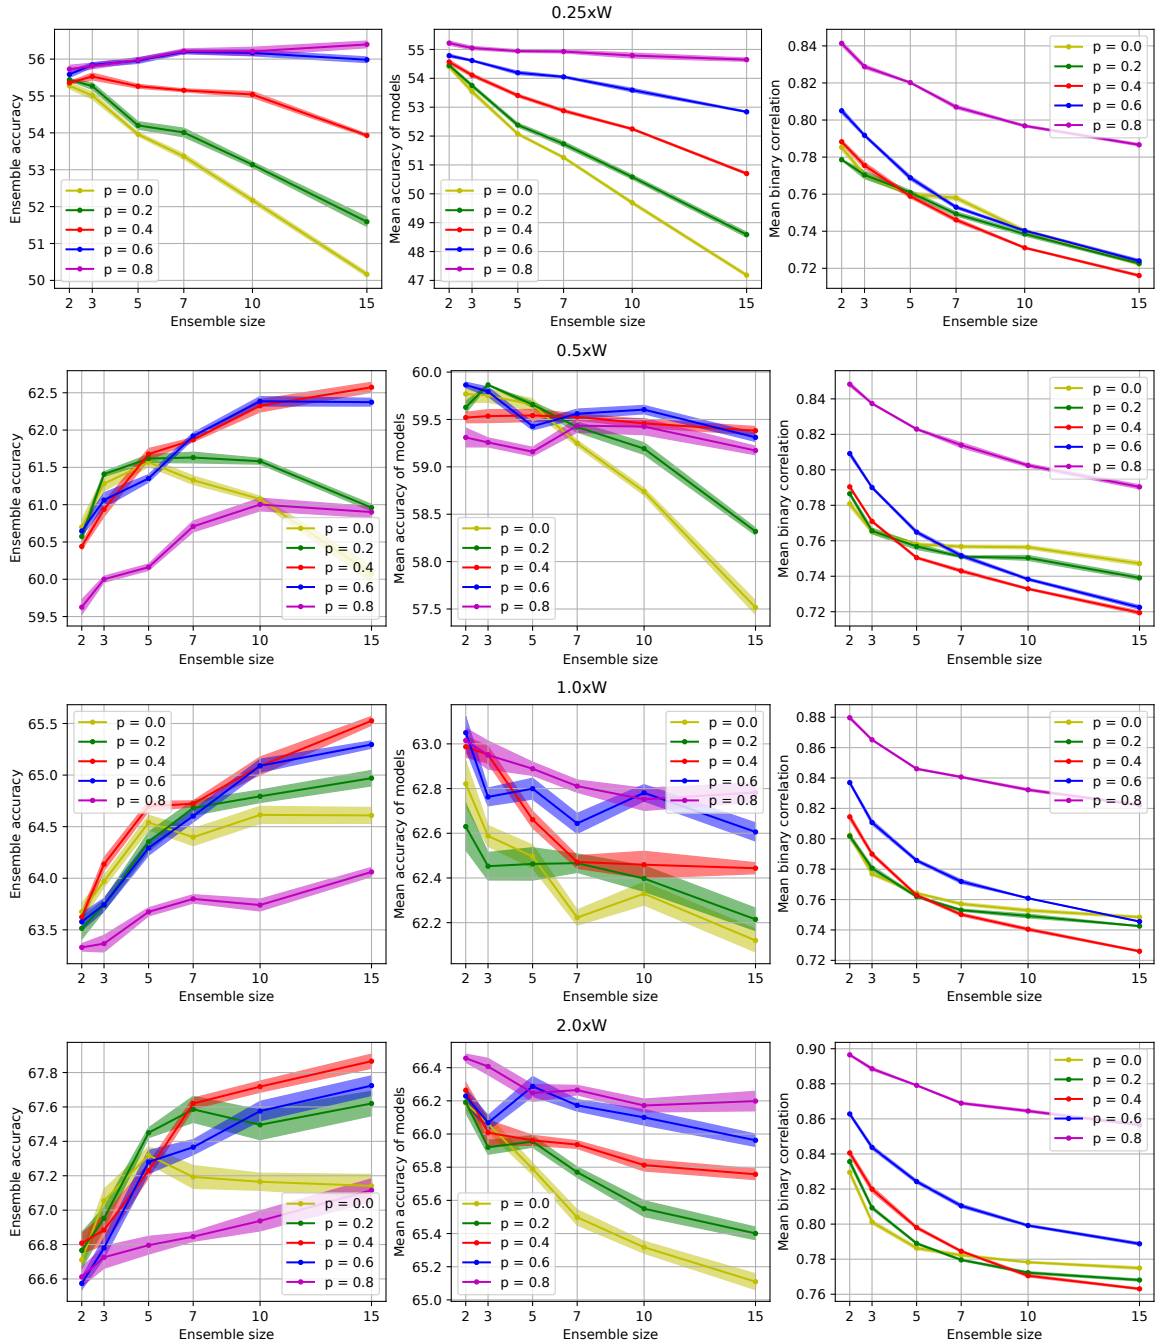 0.25xW
Ensemble accuracy
56
55
54
53
52
51
50
p = 0.0
p = 0.2
p = 0.4
p = 0.6
p = 0.8
2 3 5 7 10 15
Ensemble size
Mean accuracy of models
55
54
53
52
51
50
49
48
47
p = 0.0
p = 0.2
p = 0.4
p = 0.6
p = 0.8
2 3 5 7 10 15
Ensemble size
Mean binary correlation
0.84
0.82
0.80
0.78
0.76
0.74
0.72
p = 0.0
p = 0.2
p = 0.4
p = 0.6
p = 0.8
2 3 5 7 10 15
Ensemble size
0.5xW
Ensemble accuracy
62.5
62.0
61.5
61.0
60.5
60.0
59.5
p = 0.0
p = 0.2
p = 0.4
p = 0.6
p = 0.8
2 3 5 7 10 15
Ensemble size
Mean accuracy of models
60.0
59.5
59.0
58.5
58.0
57.5
p = 0.0
p = 0.2
p = 0.4
p = 0.6
p = 0.8
2 3 5 7 10 15
Ensemble size
Mean binary correlation
0.84
0.82
0.80
0.78
0.76
0.74
0.72
p = 0.0
p = 0.2
p = 0.4
p = 0.6
p = 0.8
2 3 5 7 10 15
Ensemble size
1.0xW
Ensemble accuracy
65.5
65.0
64.5
64.0
63.5
p = 0.0
p = 0.2
p = 0.4
p = 0.6
p = 0.8
2 3 5 7 10 15
Ensemble size
Mean accuracy of models
63.0
62.8
62.6
62.4
62.2
p = 0.0
p = 0.2
p = 0.4
p = 0.6
p = 0.8
2 3 5 7 10 15
Ensemble size
Mean binary correlation
0.88
0.86
0.84
0.82
0.80
0.78
0.76
0.74
0.72
p = 0.0
p = 0.2
p = 0.4
p = 0.6
p = 0.8
2 3 5 7 10 15
Ensemble size
2.0xW
Ensemble accuracy
67.8
67.6
67.4
67.2
67.0
66.8
66.6
p = 0.0
p = 0.2
p = 0.4
p = 0.6
p = 0.8
2 3 5 7 10 15
Ensemble size
Mean accuracy of models
66.4
66.2
66.0
65.8
65.6
65.4
65.2
65.0
p = 0.0
p = 0.2
p = 0.4
p = 0.6
p = 0.8
2 3 5 7 10 15
Ensemble size
Mean binary correlation
0.90
0.88
0.86
0.84
0.82
0.80
0.78
0.76
p = 0.0
p = 0.2
p = 0.4
p = 0.6
p = 0.8
2 3 5 7 10 15
Ensemble size